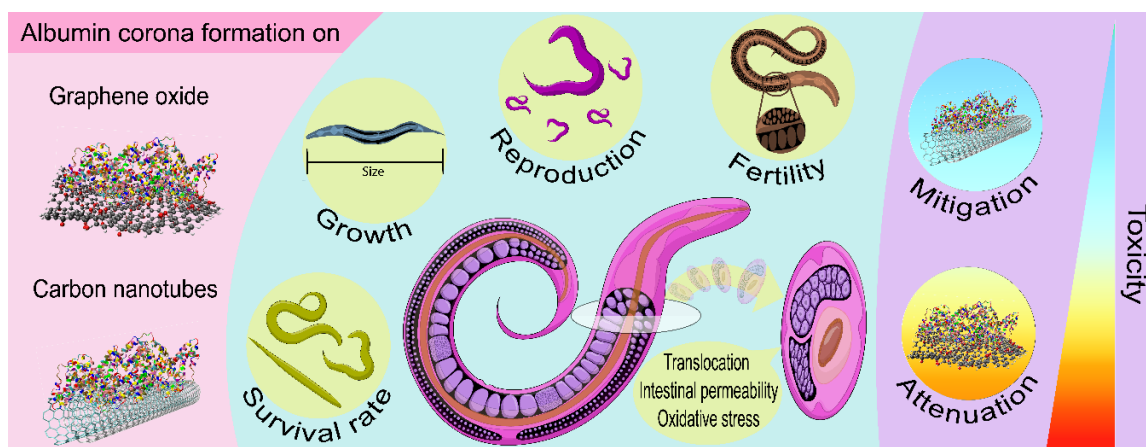 Albumin corona formation on
Graphene oxide
Carbon nanotubes
Size
Growth
Reproduction
Fertility
Survival rate
Translocation
Intestinal permeability
Oxidative stress
Mitigation
Attenuation
Toxicity